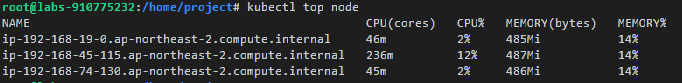 root@labs-910775232:/home/project# kubectl top node
NAME CPU(cores) CPU% MEMORY(bytes) MEMORY%
ip-192-168-19-0.ap-northeast-2.compute.internal 46m 2% 485Mi 14%
ip-192-168-45-115.ap-northeast-2.compute.internal 236m 12% 487Mi 14%
ip-192-168-74-130.ap-northeast-2.compute.internal 45m 2% 486Mi 14%